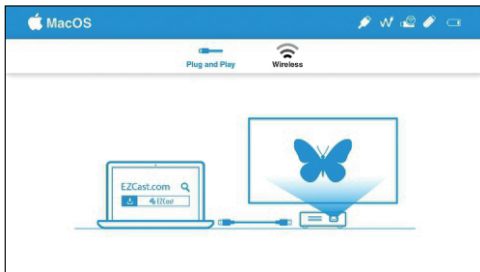 MacOS
Plug and Play
Wireless
EZCast.com
EZCast